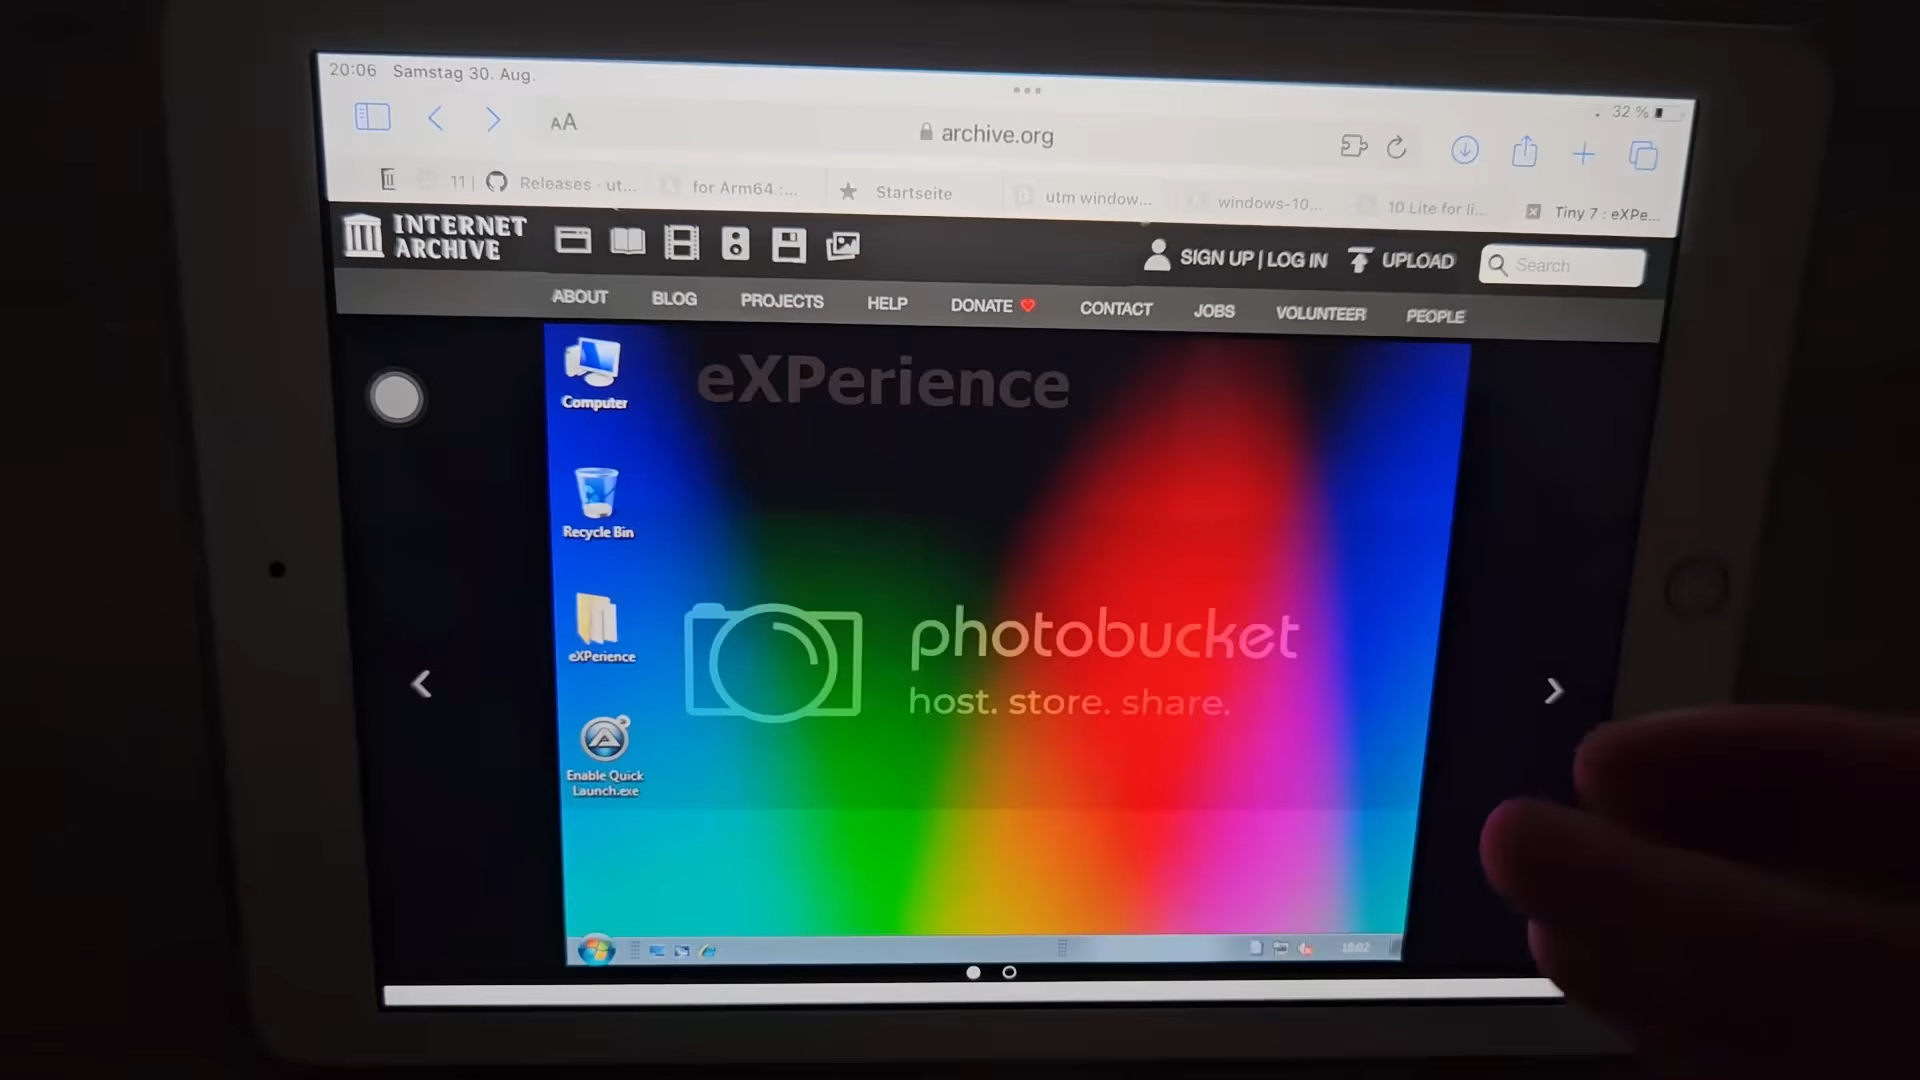 20:06 Samstag 30. Aug.
32 %
AA archive.org
11 | Releases · ut... for Arm64 :... Startseite utm window... windows-10... 10 Lite for li... Tiny 7 : eXPe...
INTERNET ARCHIVE SIGN UP | LOG IN UPLOAD Search
ABOUT BLOG PROJECTS HELP DONATE CONTACT JOBS VOLUNTEER PEOPLE
eXPerience
Computer
Recycle Bin
eXPerience
photobucket
host. store. share.
Enable Quick
Launch.exe